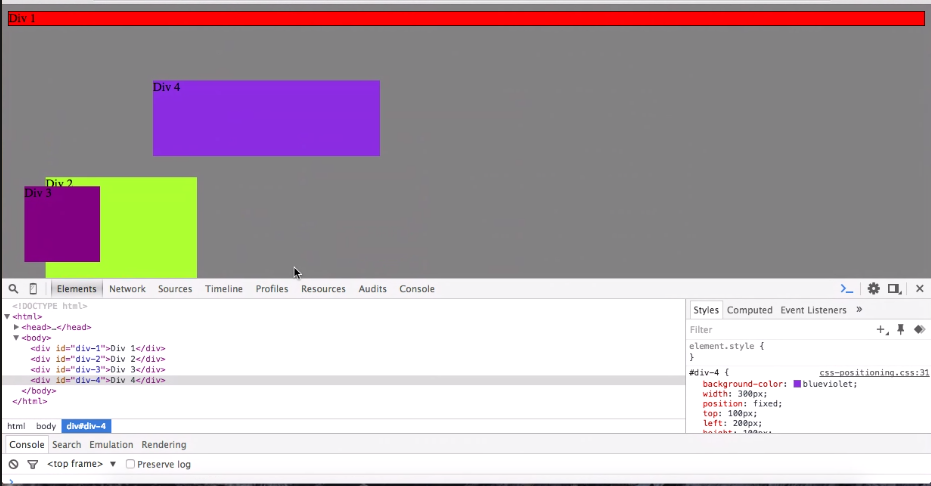 Div 1
Div 4
Div 2
Div 3
Elements Network Sources Timeline Profiles Resources Audits Console
<!DOCTYPE html>
<html>
<head>…</head>
<body>
<div id="div-1">Div 1</div>
<div id="div-2">Div 2</div>
<div id="div-3">Div 3</div>
<div id="div-4">Div 4</div>
</body>
</html>
html body div#div-4
Styles Computed Event Listeners »
Filter
element.style {
}
#div-4 { css-positioning.css:31
background-color: blueviolet;
width: 300px;
position: fixed;
top: 100px;
left: 200px;
height: 100px;
Console Search Emulation Rendering
<top frame> Preserve log